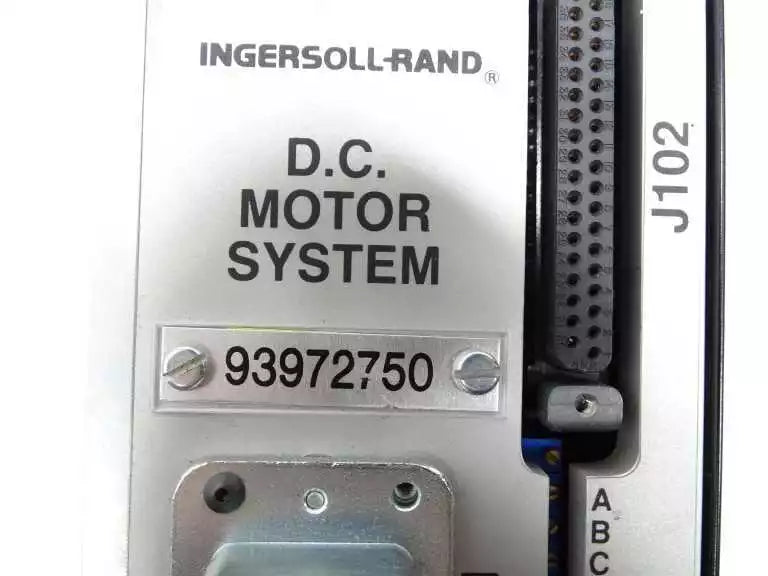 INGERSOLL-RAND®
D.C.
MOTOR
SYSTEM
93972750
J102
A
B
C